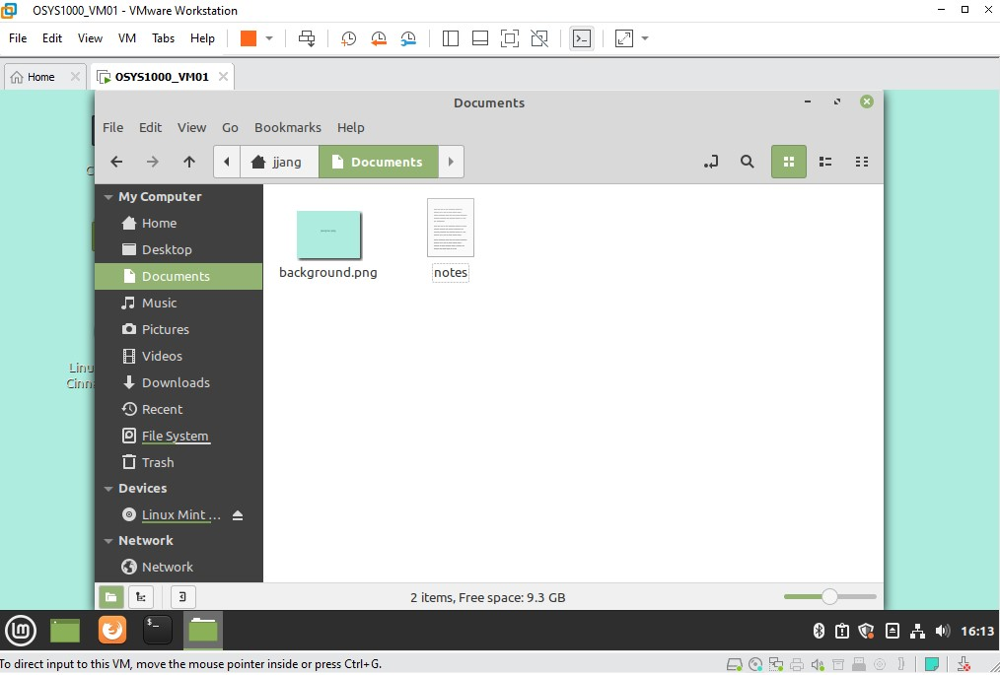 OSYS1000_VM01 - VMware Workstation
File Edit View VM Tabs Help
Home
OSYS1000_VM01
Documents
File Edit View Go Bookmarks Help
jjang Documents
My Computer
Home
Desktop
Documents
Music
Pictures
Videos
Downloads
Recent
File System
Trash
Devices
Linux Mint ...
Network
Network
background.png
notes
Linu
Cinna
2 items, Free space: 9.3 GB
16:13
To direct input to this VM, move the mouse pointer inside or press Ctrl+G.